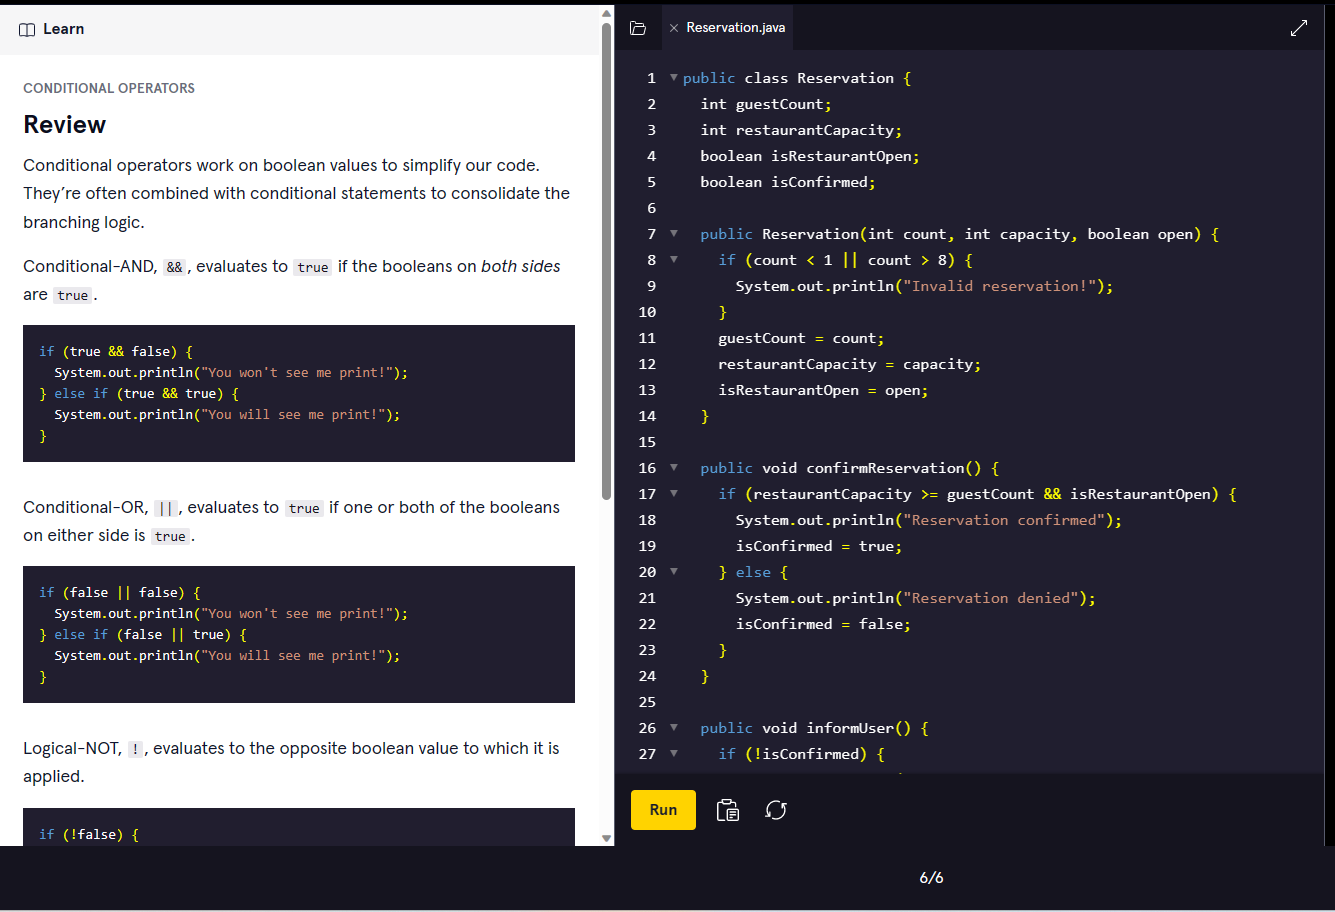 Learn
CONDITIONAL OPERATORS
Review
Conditional operators work on boolean values to simplify our code.
They’re often combined with conditional statements to consolidate the
branching logic.
Conditional-AND, && , evaluates to true if the booleans on both sides
are true .
if (true && false) {
  System.out.println("You won't see me print!");
} else if (true && true) {
  System.out.println("You will see me print!");
}
Conditional-OR, || , evaluates to true if one or both of the booleans
on either side is true .
if (false || false) {
  System.out.println("You won't see me print!");
} else if (false || true) {
  System.out.println("You will see me print!");
}
Logical-NOT, ! , evaluates to the opposite boolean value to which it is
applied.
if (!false) {
Reservation.java
1 public class Reservation {
2   int guestCount;
3   int restaurantCapacity;
4   boolean isRestaurantOpen;
5   boolean isConfirmed;
6
7   public Reservation(int count, int capacity, boolean open) {
8     if (count < 1 || count > 8) {
9       System.out.println("Invalid reservation!");
10     }
11     guestCount = count;
12     restaurantCapacity = capacity;
13     isRestaurantOpen = open;
14   }
15
16   public void confirmReservation() {
17     if (restaurantCapacity >= guestCount && isRestaurantOpen) {
18       System.out.println("Reservation confirmed");
19       isConfirmed = true;
20     } else {
21       System.out.println("Reservation denied");
22       isConfirmed = false;
23     }
24   }
25
26   public void informUser() {
27     if (!isConfirmed) {
Run
6/6